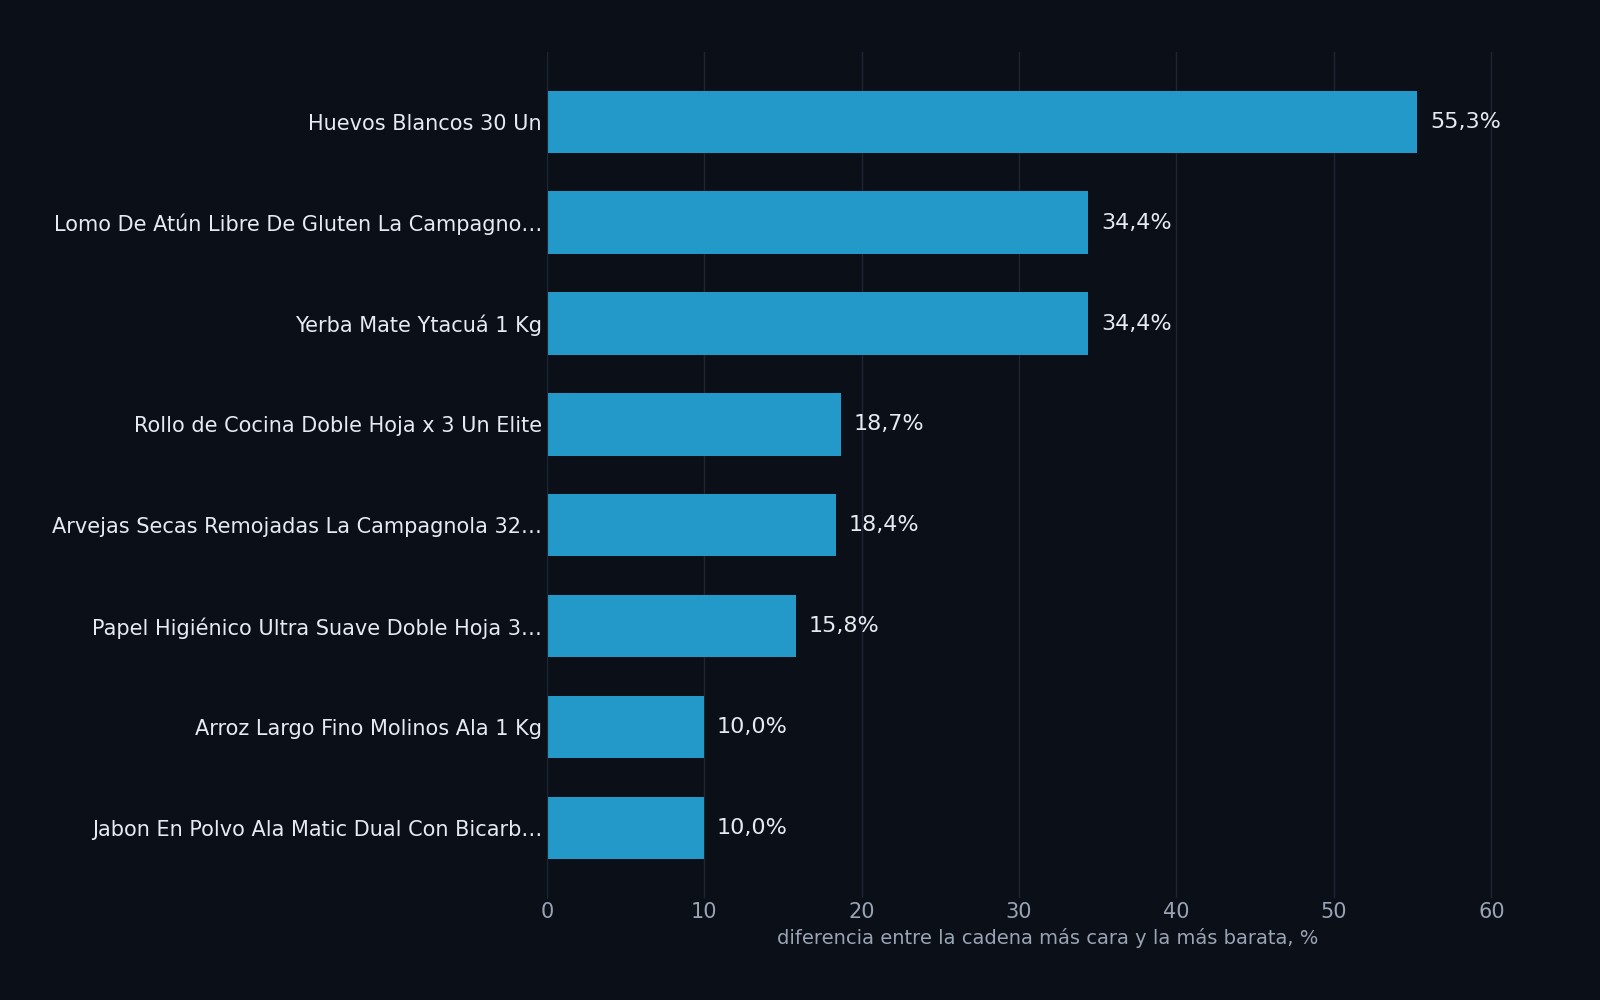 Huevos Blancos 30 Un 55,3%
Lomo De Atún Libre De Gluten La Campagno… 34,4%
Yerba Mate Ytacuá 1 Kg 34,4%
Rollo de Cocina Doble Hoja x 3 Un Elite 18,7%
Arvejas Secas Remojadas La Campagnola 32… 18,4%
Papel Higiénico Ultra Suave Doble Hoja 3… 15,8%
Arroz Largo Fino Molinos Ala 1 Kg 10,0%
Jabon En Polvo Ala Matic Dual Con Bicarb… 10,0%
0 10 20 30 40 50 60
diferencia entre la cadena más cara y la más barata, %